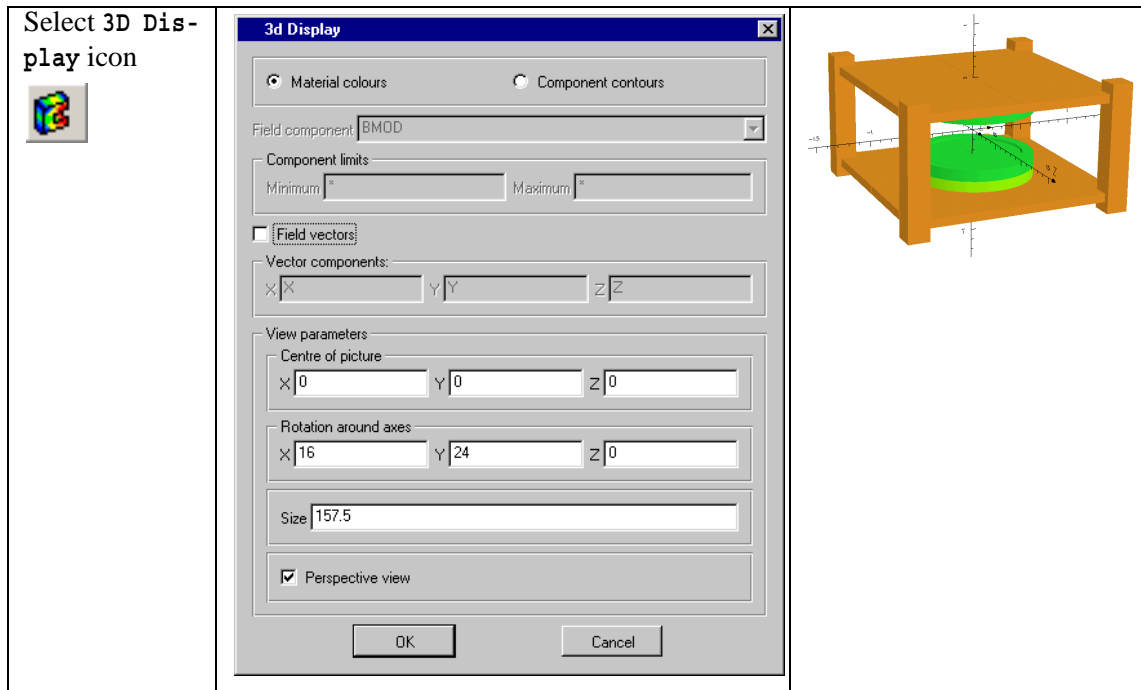 Select 3D Dis-
play icon
3d Display
Material colours Component contours
Field component BMOD
Component limits
Minimum * Maximum *
Field vectors
Vector components:
X X Y Y Z Z
View parameters
Centre of picture
X 0 Y 0 Z 0
Rotation around axes
X 16 Y 24 Z 0
Size 157.5
Perspective view
OK Cancel